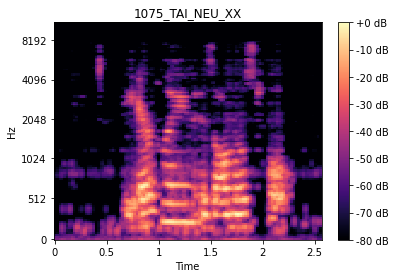 1075_TAI_NEU_XX
+0 dB
8192
-10 dB
4096
-20 dB
-30 dB
2048
Hz
-40 dB
1024
-50 dB
512
-60 dB
-70 dB
0
-80 dB
0 0.5 1 1.5 2 2.5
Time